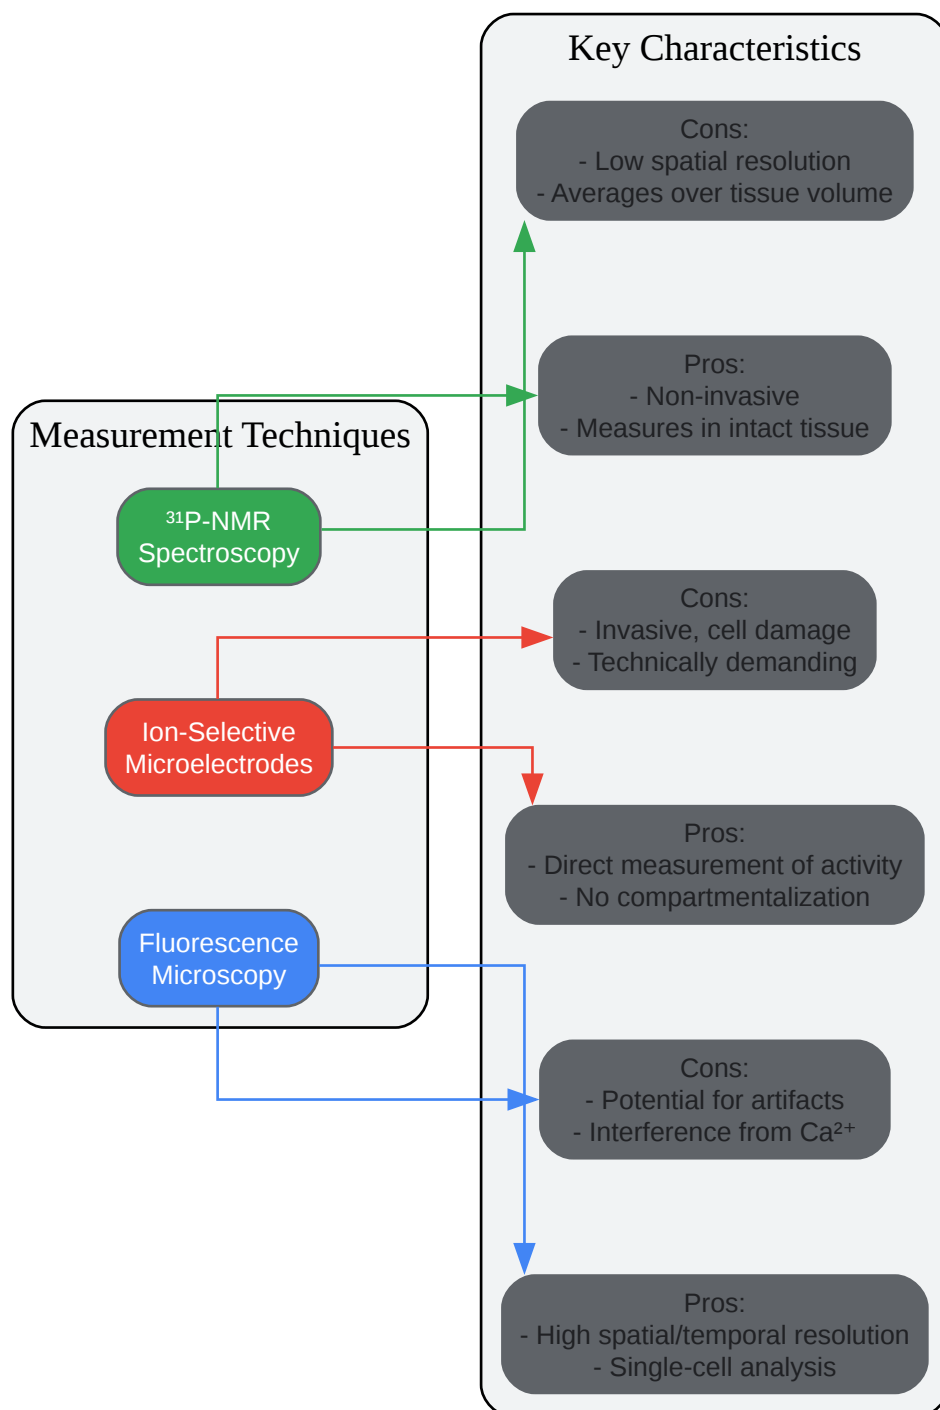 Key Characteristics
Cons:
- Low spatial resolution
- Averages over tissue volume
Pros:
- Non-invasive
- Measures in intact tissue
Measurement Techniques
³¹P-NMR
Spectroscopy
Cons:
- Invasive, cell damage
- Technically demanding
Ion-Selective
Microelectrodes
Pros:
- Direct measurement of activity
- No compartmentalization
Fluorescence
Microscopy
Cons:
- Potential for artifacts
- Interference from Ca²⁺
Pros:
- High spatial/temporal resolution
- Single-cell analysis